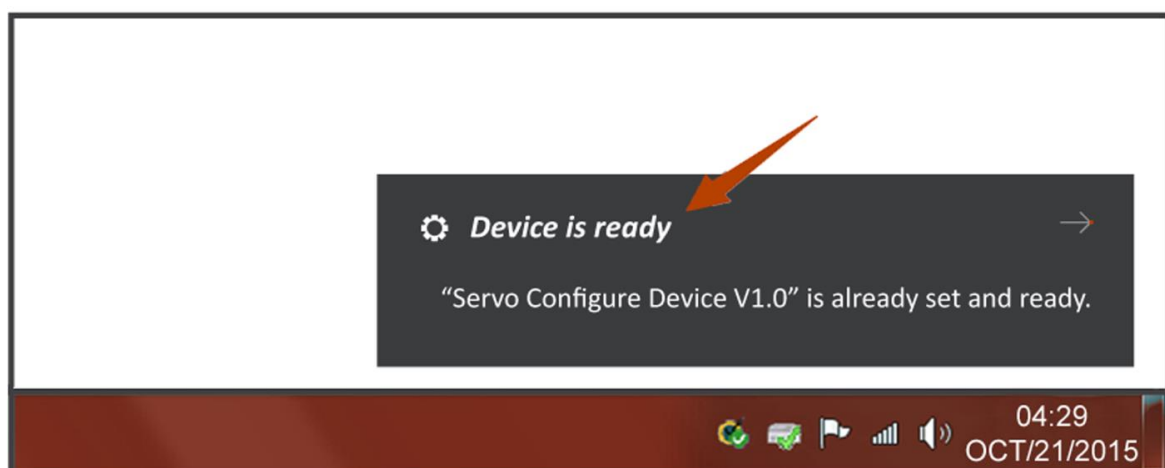 Device is ready
“Servo Configure Device V1.0” is already set and ready.
04:29
OCT/21/2015